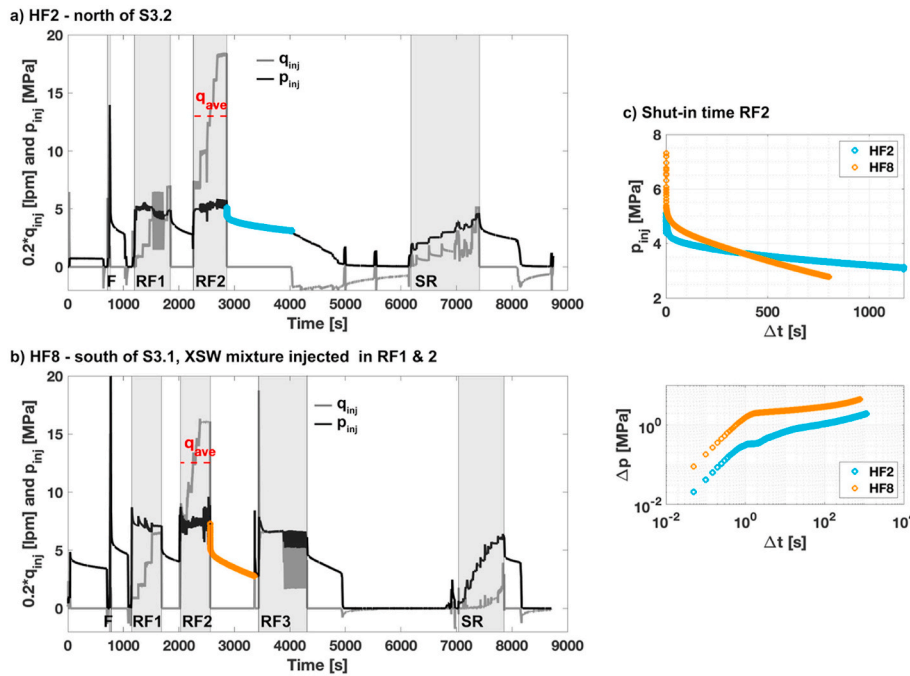 a) HF2 - north of S3.2
0.2*q_inj [lpm] and p_inj [MPa]
20
15
10
5
0
q_inj
p_inj
q_ave
F
RF1
RF2
SR
0 1000 2000 3000 4000 5000 6000 7000 8000 9000
Time [s]
b) HF8 - south of S3.1, XSW mixture injected in RF1 & 2
0.2*q_inj [lpm] and p_inj [MPa]
20
15
10
5
0
q_inj
p_inj
q_ave
F
RF1
RF2
RF3
SR
0 1000 2000 3000 4000 5000 6000 7000 8000 9000
Time [s]
c) Shut-in time RF2
p_inj [MPa]
8
6
4
2
HF2
HF8
0 500 1000
Δt [s]
Δp [MPa]
10^0
10^-2
HF2
HF8
10^-2 10^0 10^2
Δt [s]